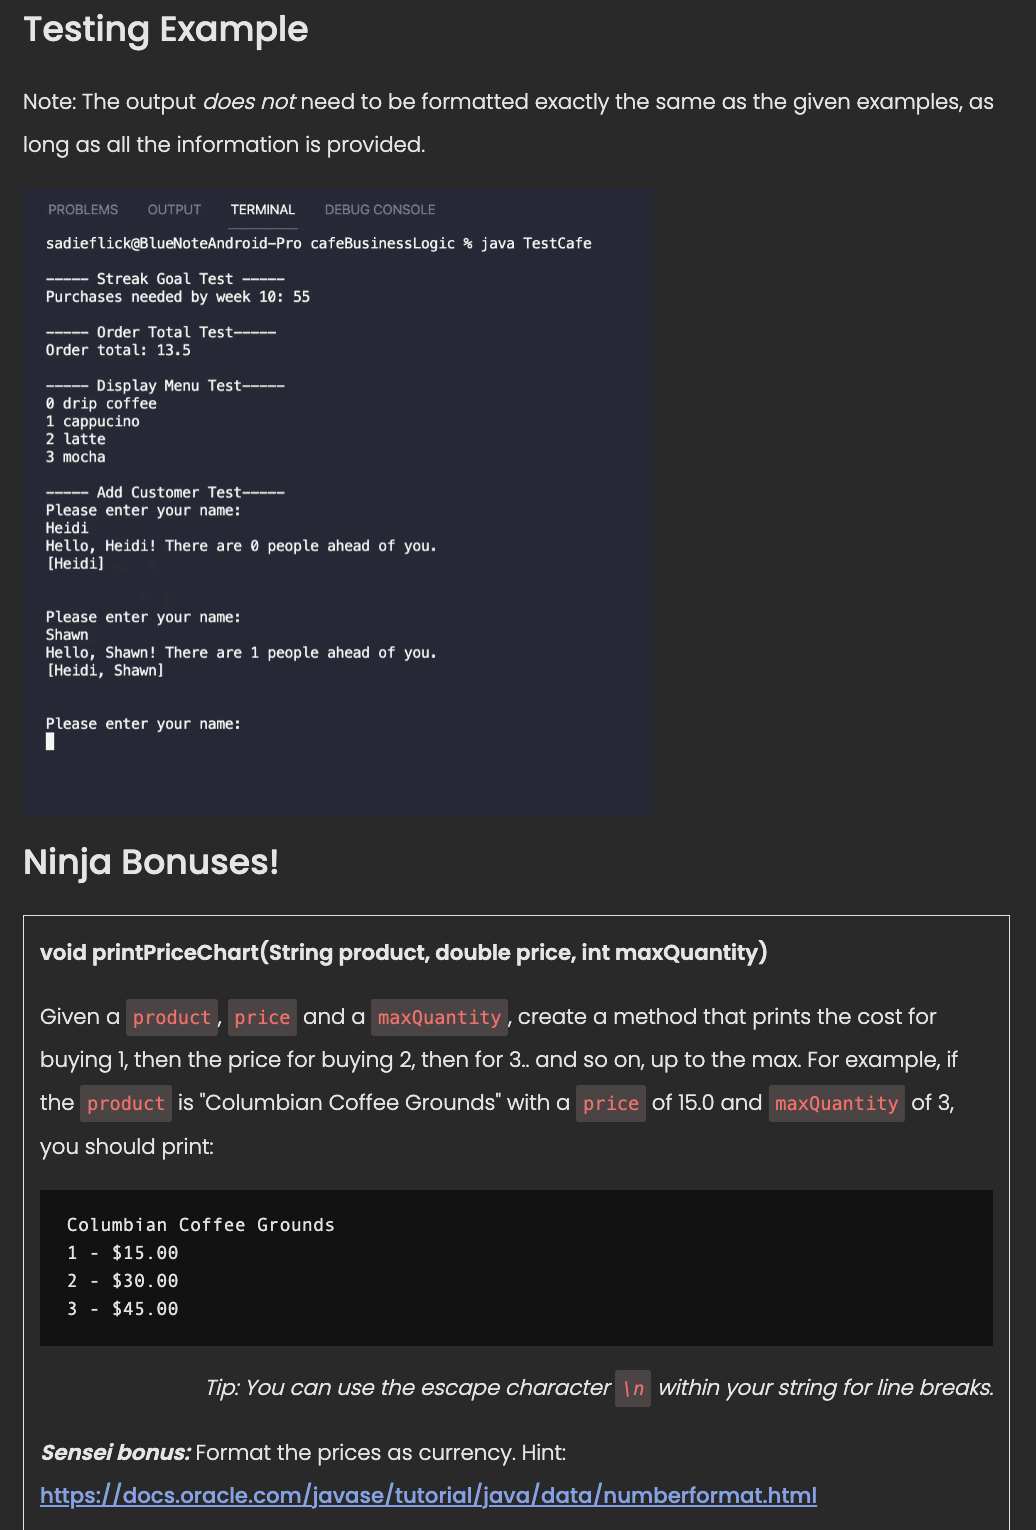 Testing Example
Note: The output does not need to be formatted exactly the same as the given examples, as
long as all the information is provided.
PROBLEMS OUTPUT TERMINAL DEBUG CONSOLE
sadieflick@BlueNoteAndroid-Pro cafeBusinessLogic % java TestCafe
----- Streak Goal Test -----
Purchases needed by week 10: 55
----- Order Total Test-----
Order total: 13.5
----- Display Menu Test-----
0 drip coffee
1 cappucino
2 latte
3 mocha
----- Add Customer Test-----
Please enter your name:
Heidi
Hello, Heidi! There are 0 people ahead of you.
[Heidi]
Please enter your name:
Shawn
Hello, Shawn! There are 1 people ahead of you.
[Heidi, Shawn]
Please enter your name:
Ninja Bonuses!
void printPriceChart(String product, double price, int maxQuantity)
Given a product, price and a maxQuantity, create a method that prints the cost for
buying 1, then the price for buying 2, then for 3.. and so on, up to the max. For example, if
the product is "Columbian Coffee Grounds" with a price of 15.0 and maxQuantity of 3,
you should print:
Columbian Coffee Grounds
1 - $15.00
2 - $30.00
3 - $45.00
Tip: You can use the escape character \n within your string for line breaks.
Sensei bonus: Format the prices as currency. Hint:
https://docs.oracle.com/javase/tutorial/java/data/numberformat.html